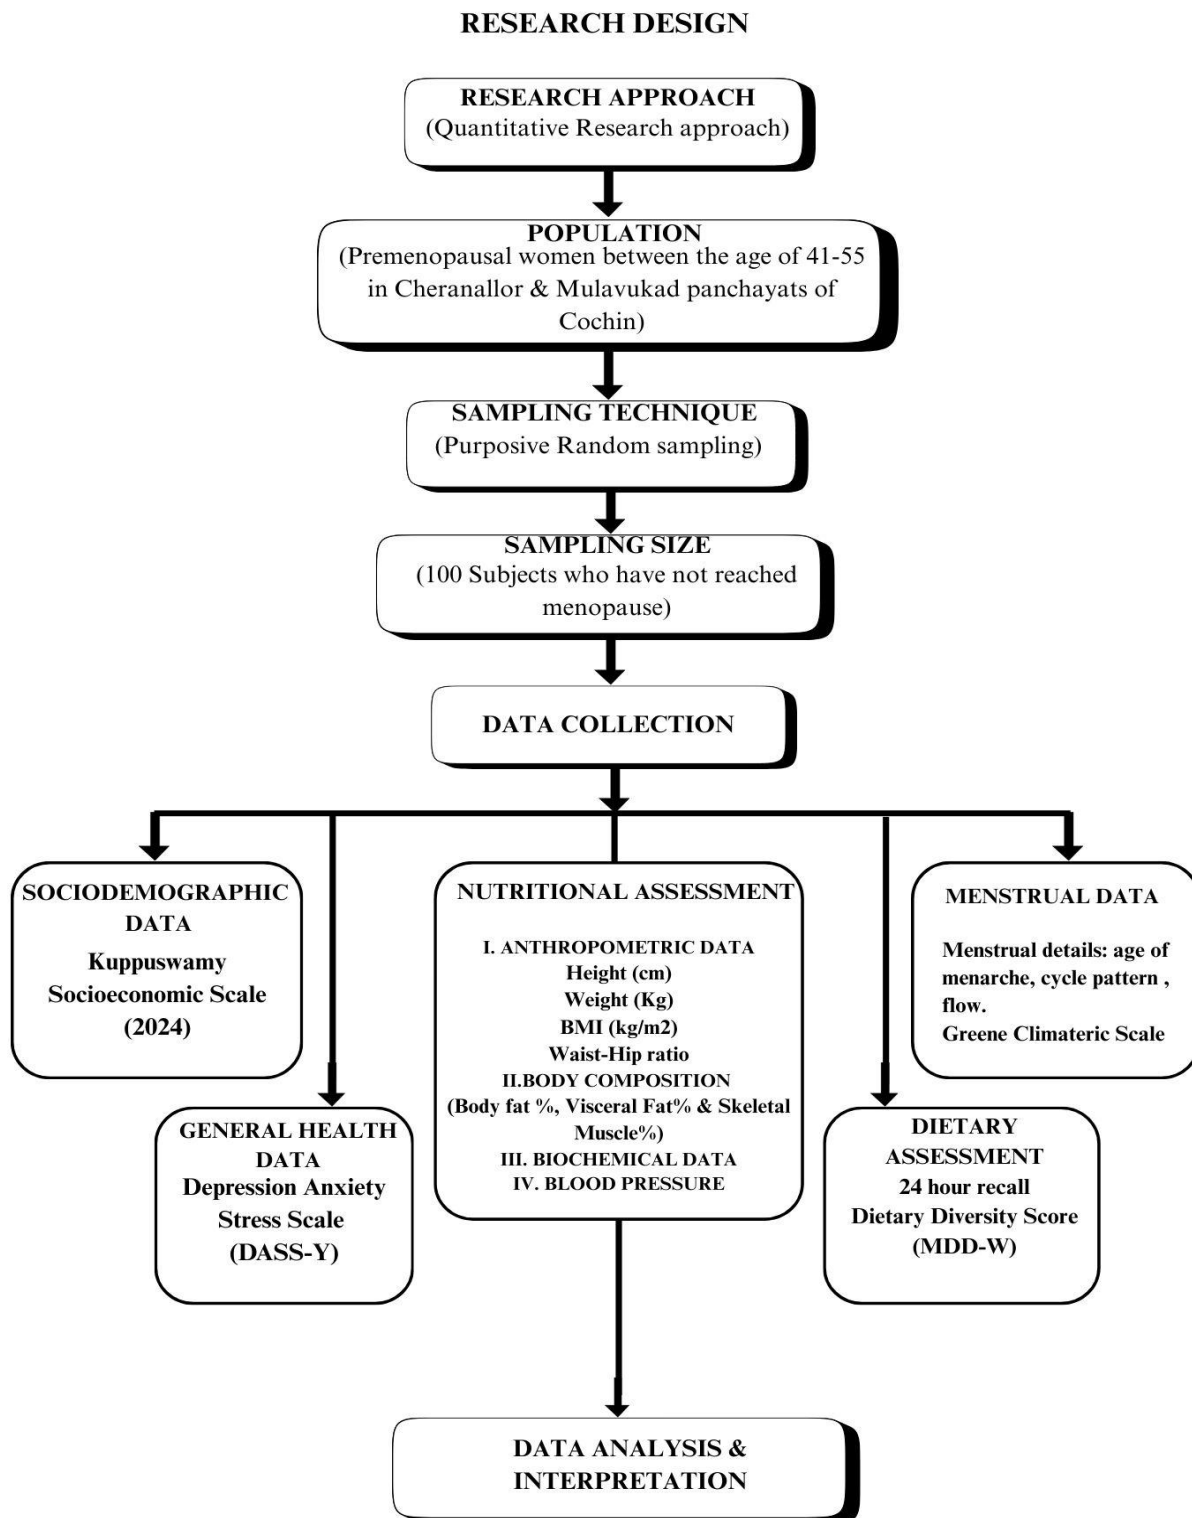 RESEARCH DESIGN
RESEARCH APPROACH
(Quantitative Research approach)
POPULATION
(Premenopausal women between the age of 41-55
in Cheranallor & Mulavukad panchayats of
Cochin)
SAMPLING TECHNIQUE
(Purposive Random sampling)
SAMPLING SIZE
(100 Subjects who have not reached
menopause)
DATA COLLECTION
SOCIODEMOGRAPHIC
DATA
Kuppuswamy
Socioeconomic Scale
(2024)
GENERAL HEALTH
DATA
Depression Anxiety
Stress Scale
(DASS-Y)
NUTRITIONAL ASSESSMENT
I. ANTHROPOMETRIC DATA
Height (cm)
Weight (Kg)
BMI (kg/m2)
Waist-Hip ratio
II.BODY COMPOSITION
(Body fat %, Visceral Fat% & Skeletal
Muscle%)
III. BIOCHEMICAL DATA
IV. BLOOD PRESSURE
DIETARY
ASSESSMENT
24 hour recall
Dietary Diversity Score
(MDD-W)
MENSTRUAL DATA
Menstrual details: age of
menarche, cycle pattern ,
flow.
Greene Climateric Scale
DATA ANALYSIS &
INTERPRETATION